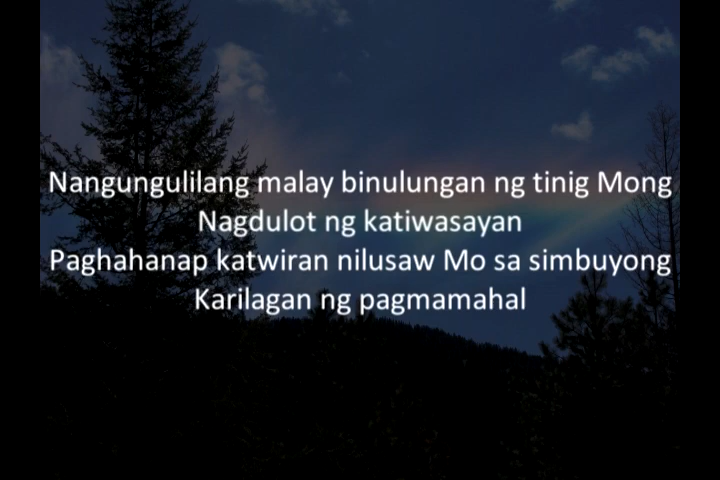 Nangungulilang malay binulungan ng tinig Mong
Nagdulot ng katiwasayan
Paghahanap katwiran nilusaw Mo sa simbuyong
Karilagan ng pagmamahal